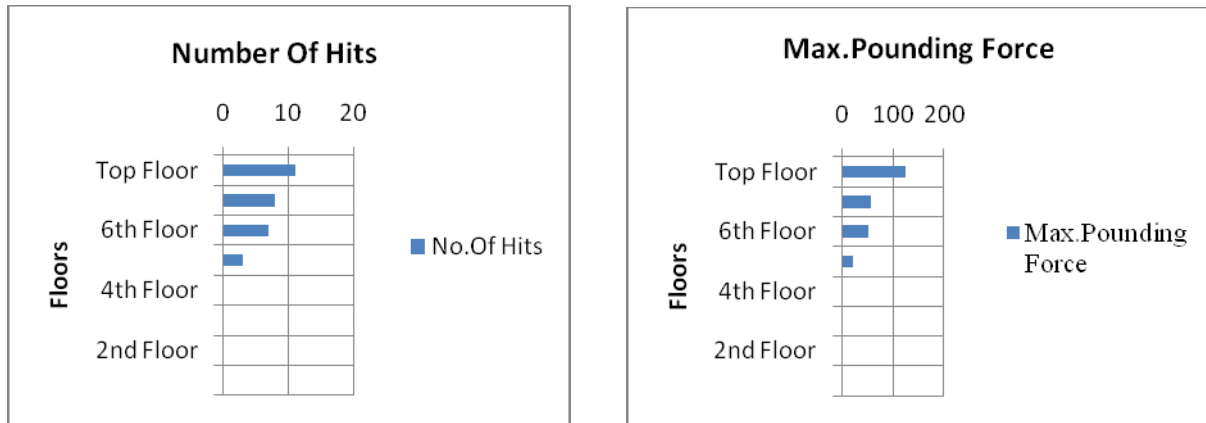 Number Of Hits
0 10 20
Top Floor
6th Floor
4th Floor
2nd Floor
Floors
No.Of Hits
Max.Pounding Force
0 100 200
Top Floor
6th Floor
4th Floor
2nd Floor
Floors
Max.Pounding
Force